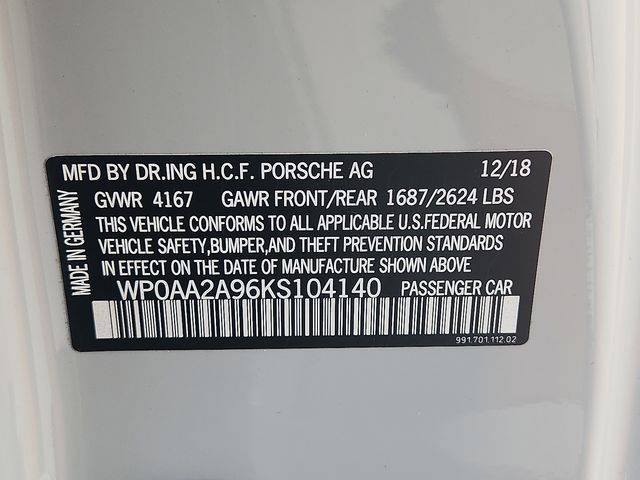 MFD BY DR.ING H.C.F. PORSCHE AG 12/18
MADE IN GERMANY
GVWR 4167 GAWR FRONT/REAR 1687/2624 LBS
THIS VEHICLE CONFORMS TO ALL APPLICABLE U.S.FEDERAL MOTOR
VEHICLE SAFETY,BUMPER,AND THEFT PREVENTION STANDARDS
IN EFFECT ON THE DATE OF MANUFACTURE SHOWN ABOVE
WP0AA2A96KS104140 PASSENGER CAR
991.701.112.02